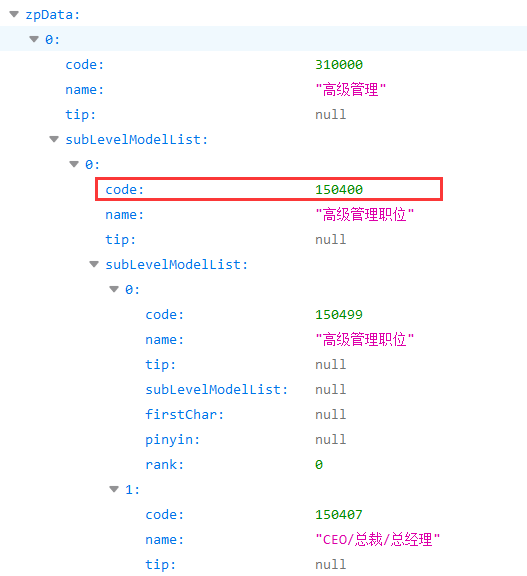 zpData:
0:
code: 310000
name: "高级管理"
tip: null
subLevelModelList:
0:
code: 150400
name: "高级管理职位"
tip: null
subLevelModelList:
0:
code: 150499
name: "高级管理职位"
tip: null
subLevelModelList: null
firstChar: null
pinyin: null
rank: 0
1:
code: 150407
name: "CEO/总裁/总经理"
tip: null